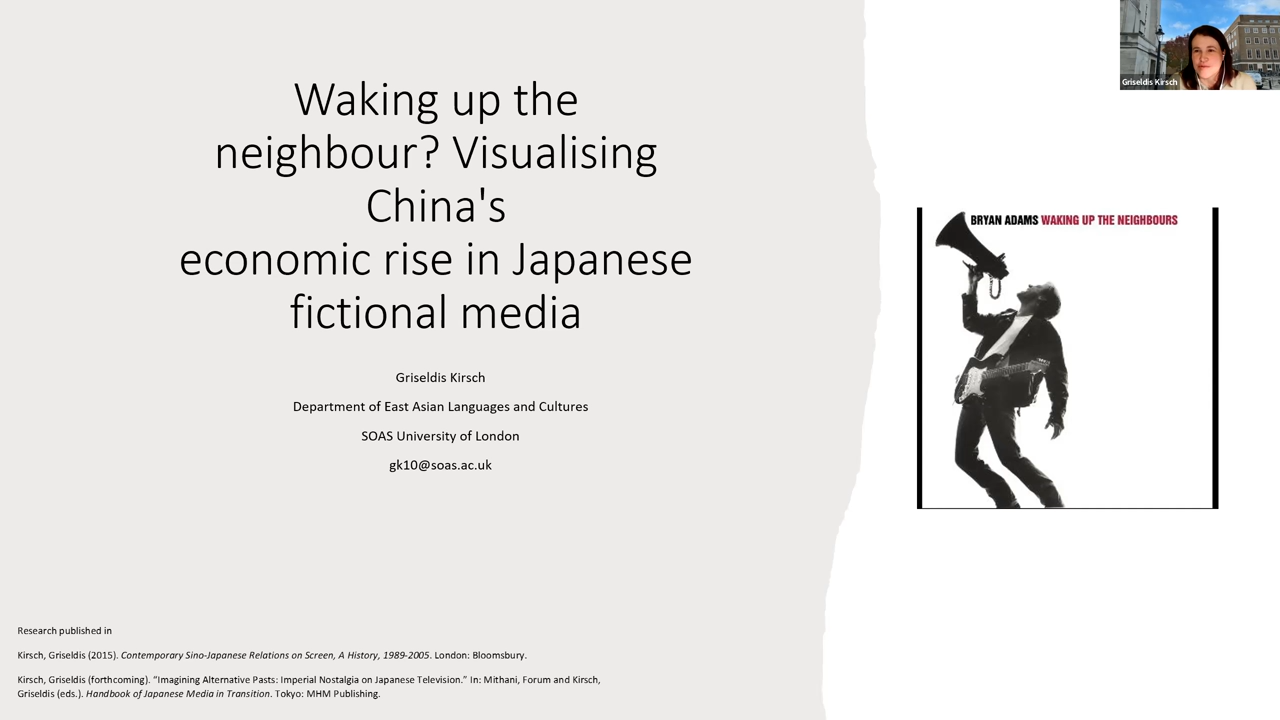 Waking up the
neighbour? Visualising
China's
economic rise in Japanese
fictional media
Griseldis Kirsch
Department of East Asian Languages and Cultures
SOAS University of London
gk10@soas.ac.uk
Research published in
Kirsch, Griseldis (2015). Contemporary Sino-Japanese Relations on Screen, A History, 1989-2005. London: Bloomsbury.
Kirsch, Griseldis (forthcoming). “Imagining Alternative Pasts: Imperial Nostalgia on Japanese Television.” In: Mithani, Forum and Kirsch,
Griseldis (eds.). Handbook of Japanese Media in Transition. Tokyo: MHM Publishing.
Griseldis Kirsch
BRYAN ADAMS WAKING UP THE NEIGHBOURS